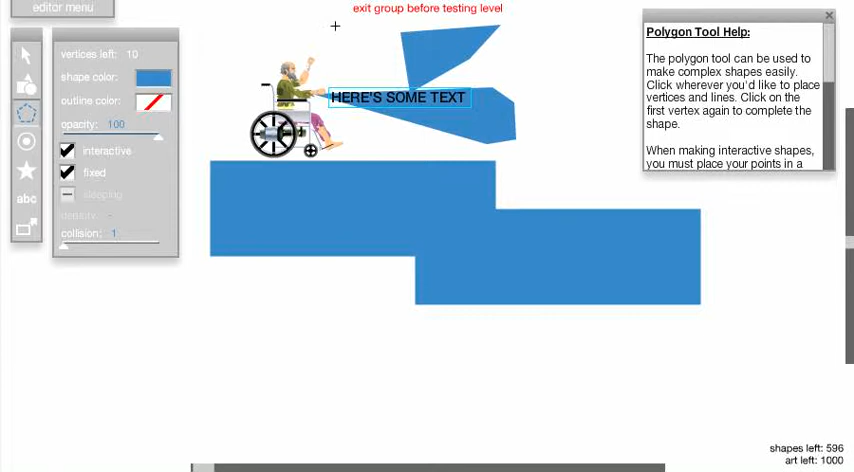 editor menu
exit group before testing level
vertices left: 10
shape color:
outline color:
opacity: 100
interactive
fixed
sleeping
density: -
collision: 1
abc
HERE'S SOME TEXT
Polygon Tool Help:
The polygon tool can be used to
make complex shapes easily.
Click wherever you'd like to place
vertices and lines. Click on the
first vertex again to complete the
shape.
When making interactive shapes,
you must place your points in a
shapes left: 596
art left: 1000